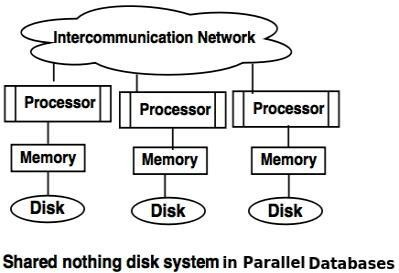 Intercommunication Network
Processor Processor Processor
Memory Memory Memory
Disk Disk Disk
Shared nothing disk system in Parallel Databases